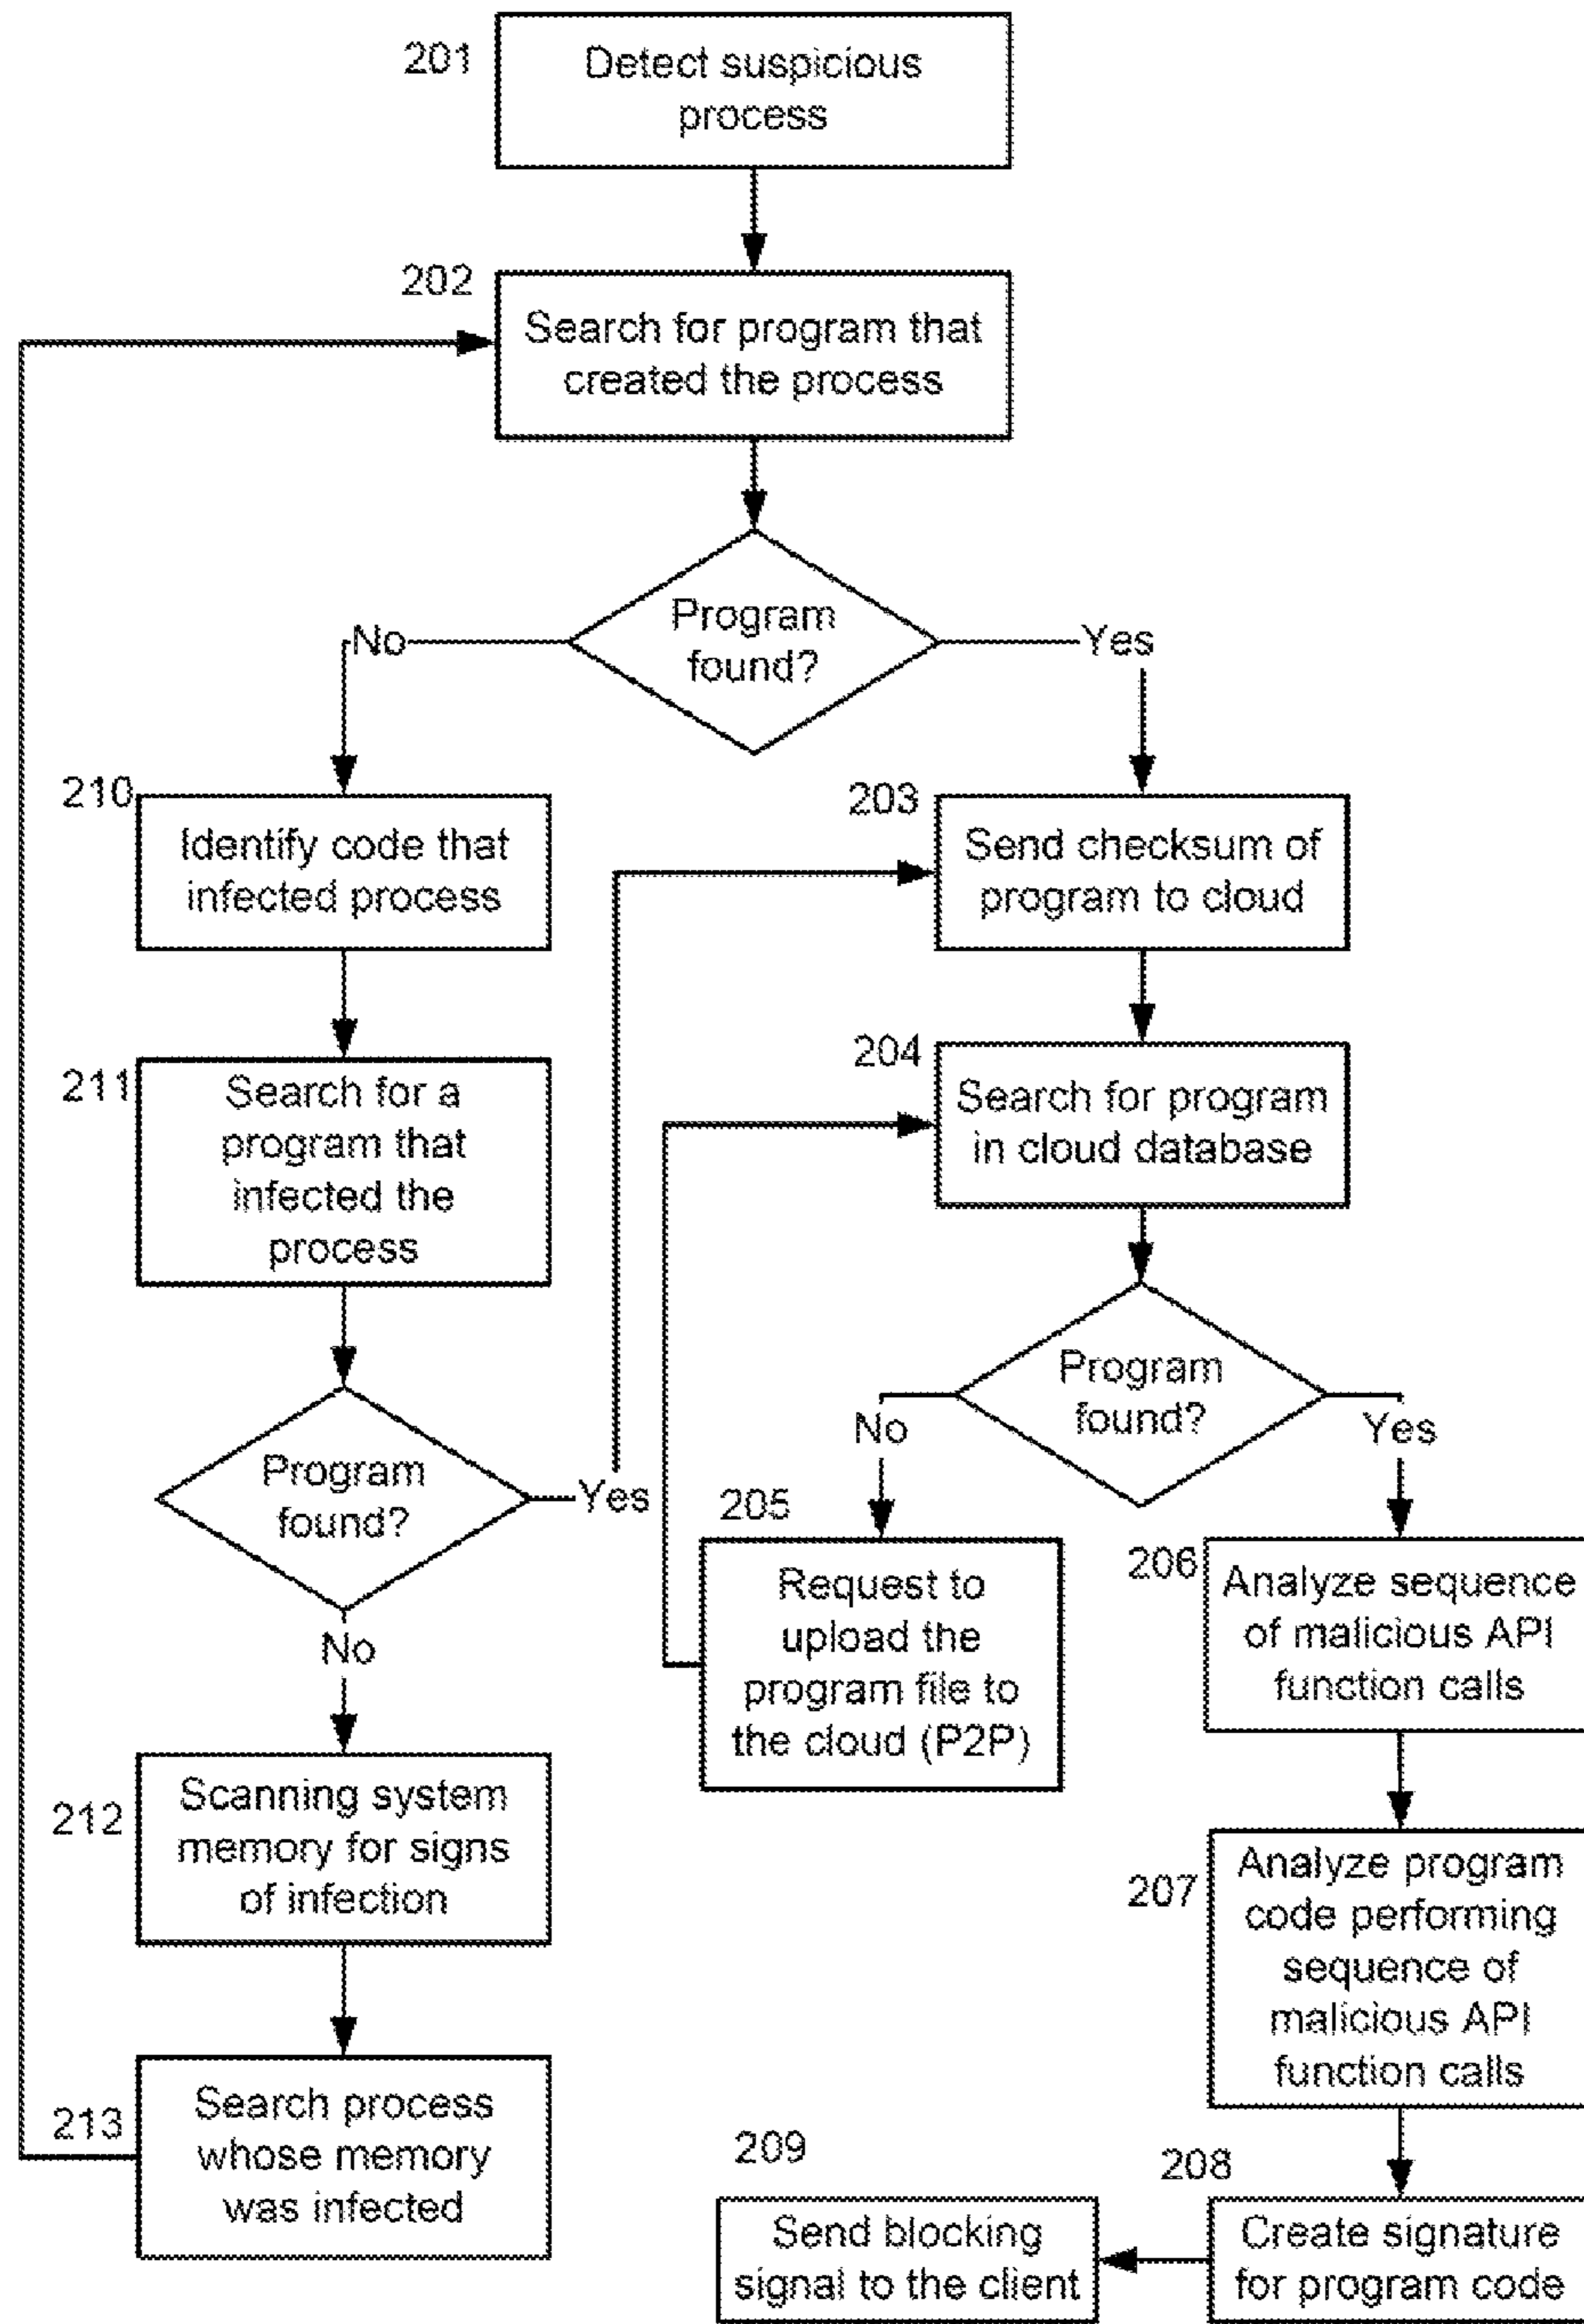 201
Detect suspicious
process
202
Search for program that
created the process
Program
found?
No
Yes
210
Identify code that
infected process
203
Send checksum of
program to cloud
211
Search for a
program that
infected the
process
204
Search for program
in cloud database
Program
found?
Yes
No
Program
found?
No
Yes
205
Request to
upload the
program file to
the cloud (P2P)
206
Analyze sequence
of malicious API
function calls
212
Scanning system
memory for signs
of infection
207
Analyze program
code performing
sequence of
malicious API
function calls
213
Search process
whose memory
was infected
209
Send blocking
signal to the client
208
Create signature
for program code